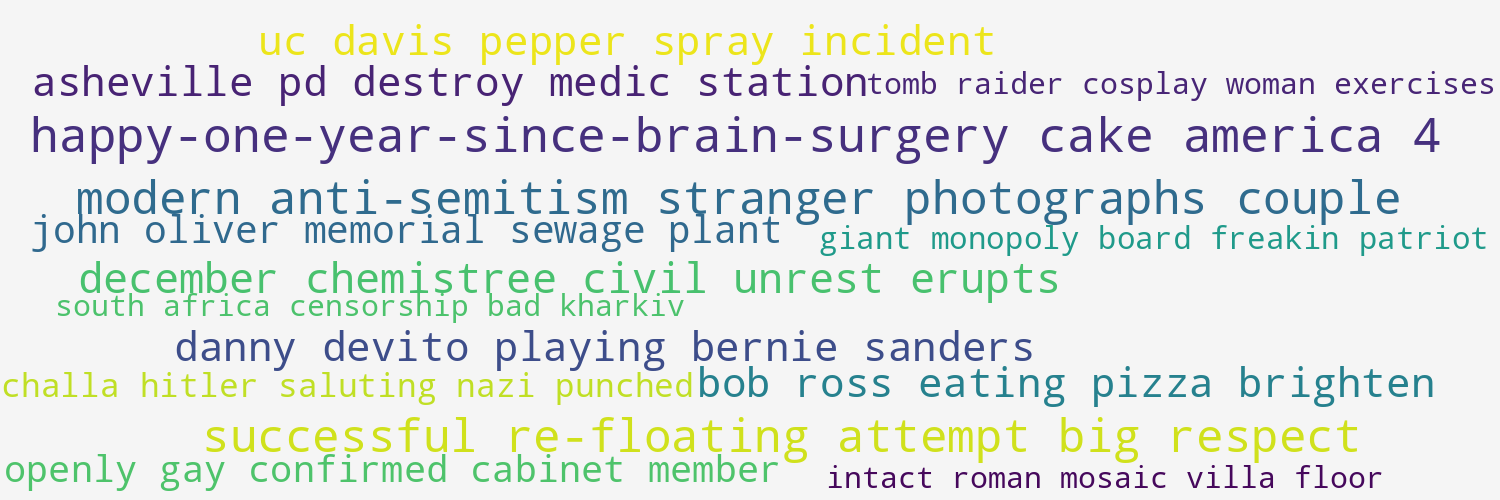 uc davis pepper spray incident
asheville pd destroy medic station
tomb raider cosplay woman exercises
happy-one-year-since-brain-surgery cake america 4
modern anti-semitism stranger photographs couple
john oliver memorial sewage plant
giant monopoly board freakin patriot
december chemistree civil unrest erupts
south africa censorship bad kharkiv
danny devito playing bernie sanders
challa hitler saluting nazi punched
bob ross eating pizza brighten
successful re-floating attempt big respect
openly gay confirmed cabinet member
intact roman mosaic villa floor